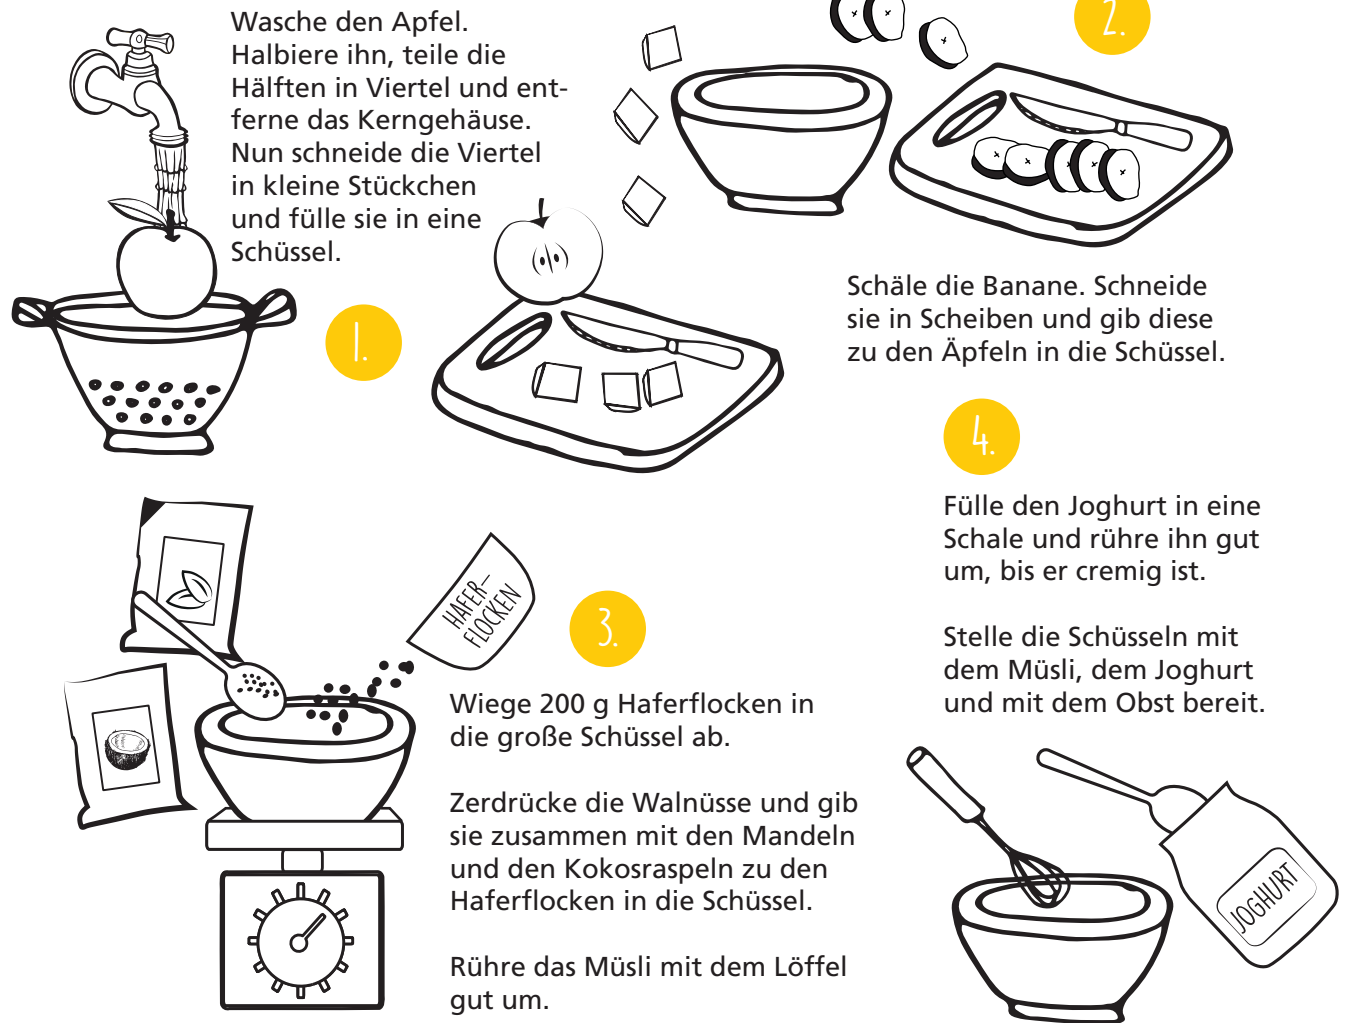 Wasche den Apfel.
Halbiere ihn, teile die
Hälften in Viertel und ent-
ferne das Kerngehäuse.
Nun schneide die Viertel
in kleine Stückchen
und fülle sie in eine
Schüssel.
1.
2.
Schäle die Banane. Schneide
sie in Scheiben und gib diese
zu den Äpfeln in die Schüssel.
HAFER–
FLOCKEN
3.
Wiege 200 g Haferflocken in
die große Schüssel ab.
Zerdrücke die Walnüsse und gib
sie zusammen mit den Mandeln
und den Kokosraspeln zu den
Haferflocken in die Schüssel.
Rühre das Müsli mit dem Löffel
gut um.
4.
Fülle den Joghurt in eine
Schale und rühre ihn gut
um, bis er cremig ist.
Stelle die Schüsseln mit
dem Müsli, dem Joghurt
und mit dem Obst bereit.
JOGHURT